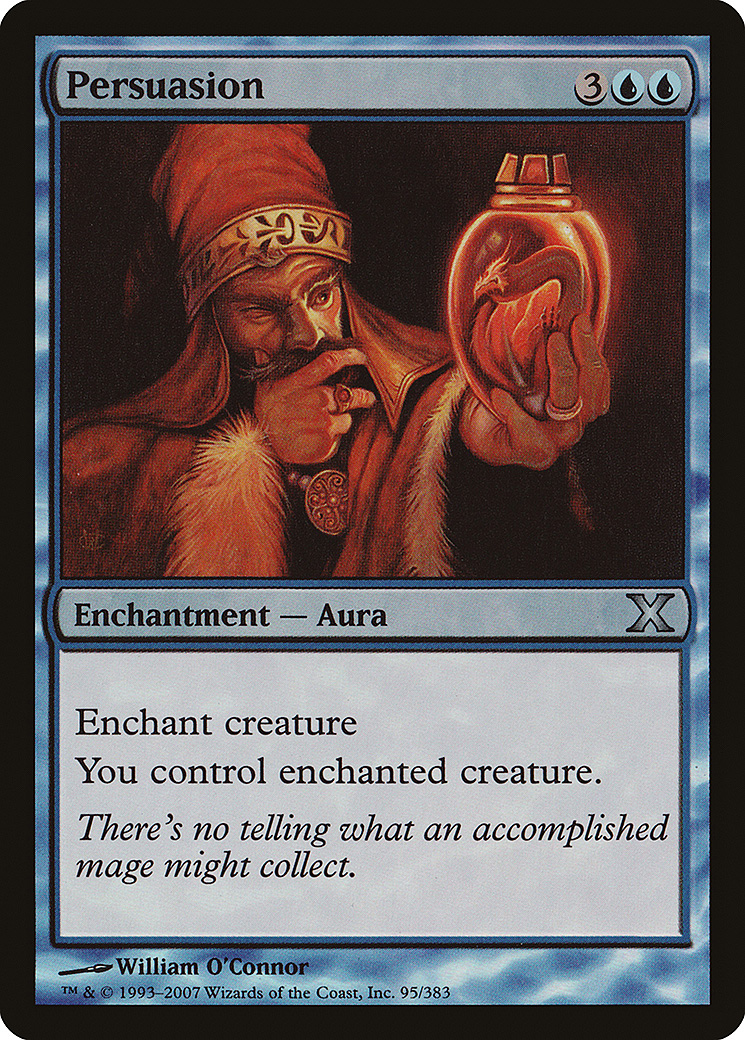 Persuasion 3
Enchantment — Aura X
Enchant creature
You control enchanted creature.
There's no telling what an accomplished
mage might collect.
William O'Connor
™ & © 1993–2007 Wizards of the Coast, Inc. 95/383